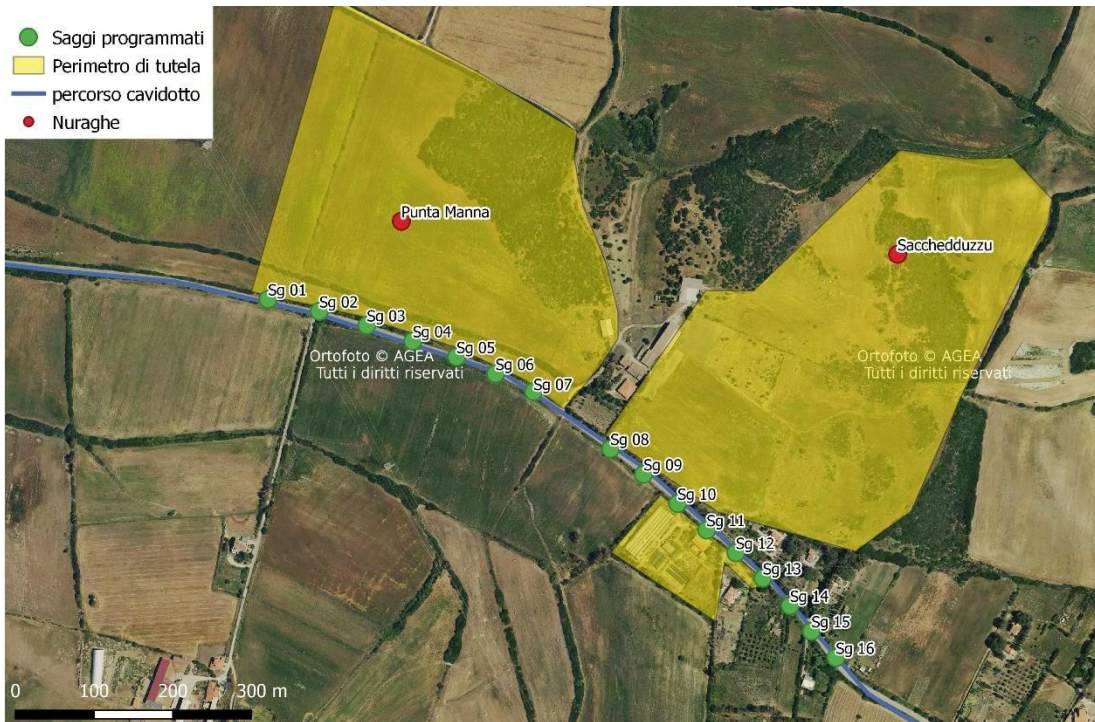 Saggi programmati
Perimetro di tutela
percorso cavidotto
Nuraghe
Punta Manna
Sacchedduzzu
Sg 01
Sg 02
Sg 03
Sg 04
Sg 05
Sg 06
Sg 07
Ortofoto © AGEA
Tutti i diritti riservati
Ortofoto © AGEA
Tutti i diritti riservati
Sg 08
Sg 09
Sg 10
Sg 11
Sg 12
Sg 13
Sg 14
Sg 15
Sg 16
0 100 200 300 m